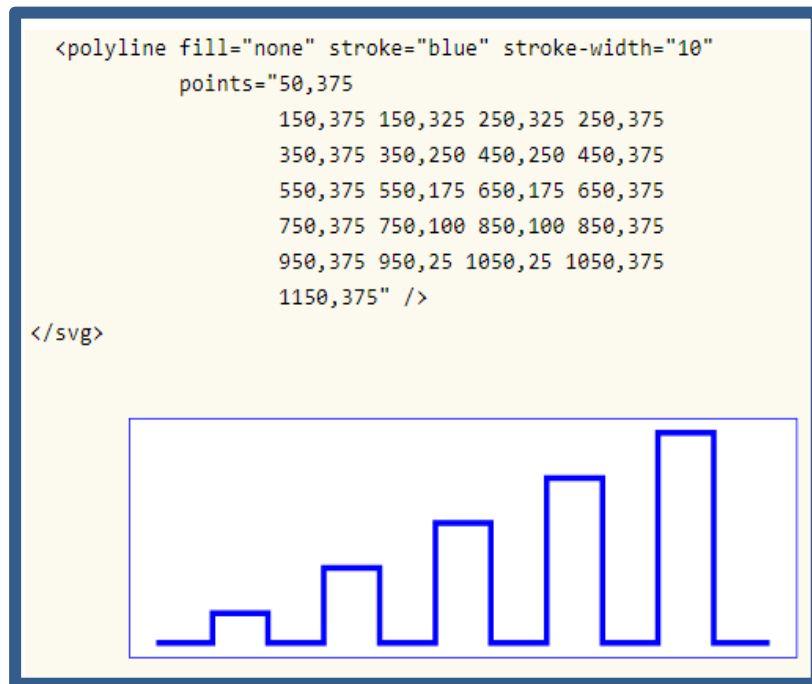 <polyline fill="none" stroke="blue" stroke-width="10"
points="50,375
150,375 150,325 250,325 250,375
350,375 350,250 450,250 450,375
550,375 550,175 650,175 650,375
750,375 750,100 850,100 850,375
950,375 950,25 1050,25 1050,375
1150,375" />
</svg>